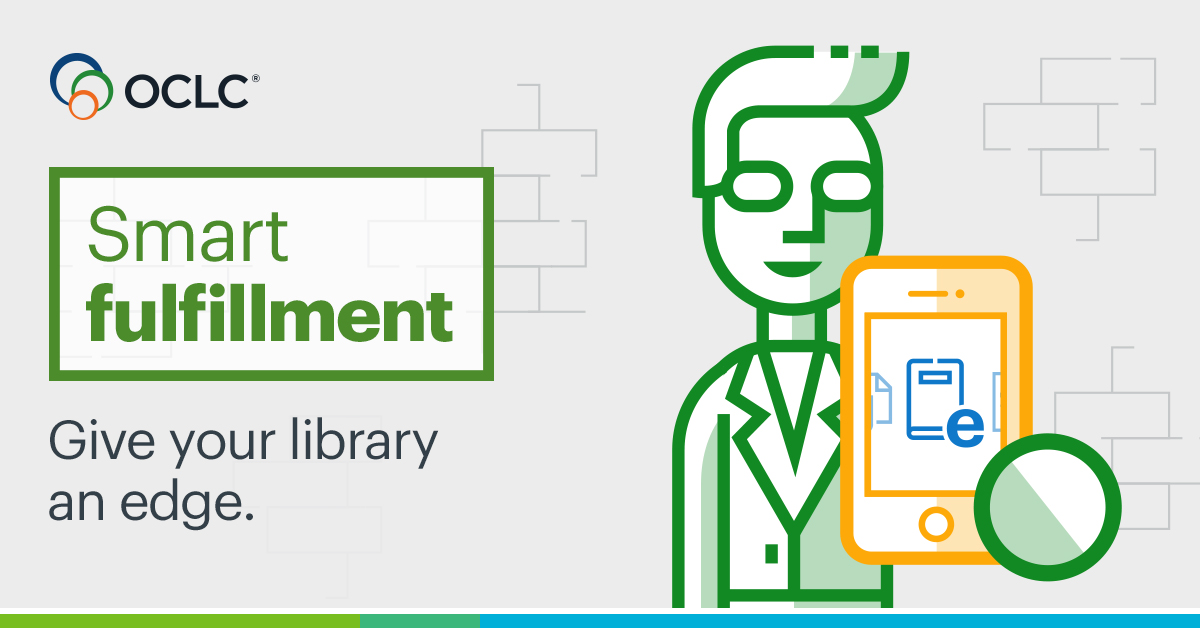 OCLC®
Smart
fulfillment
Give your library
an edge.
e